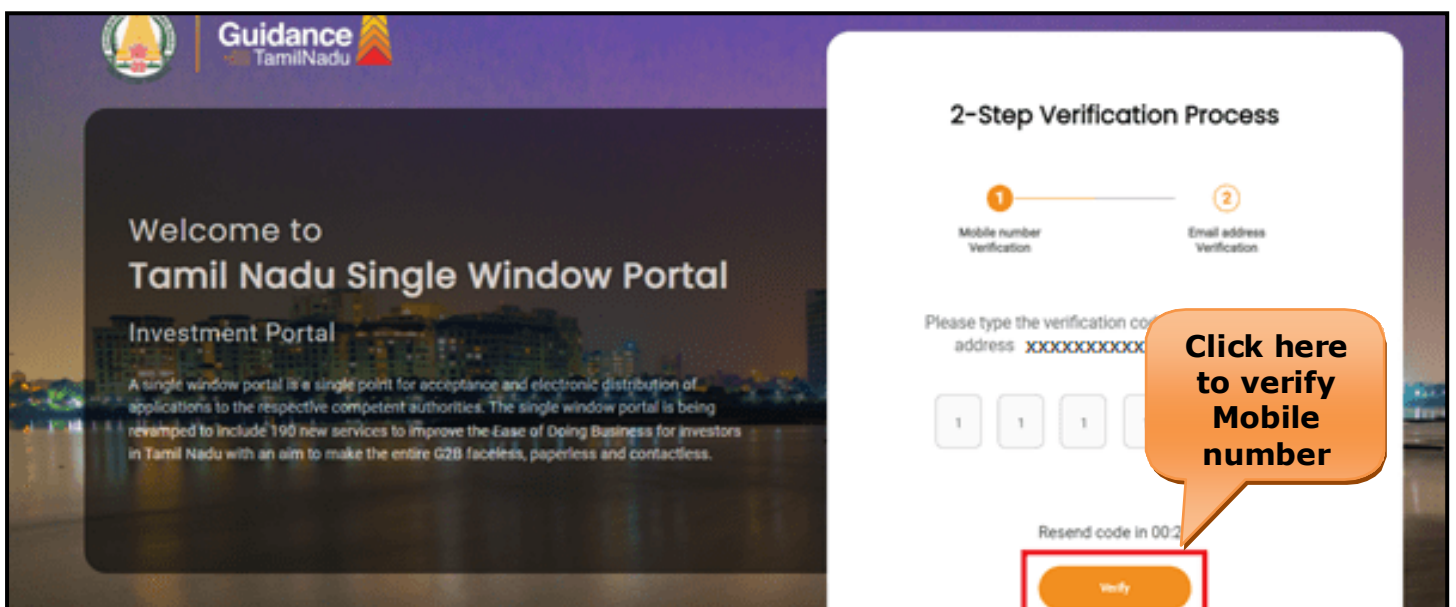 Guidance
TamilNadu
Welcome to
Tamil Nadu Single Window Portal
Investment Portal
A single window portal is a single point for acceptance and electronic distribution of
applications to the respective competent authorities. The single window portal is being
revamped to include 190 new services to improve the Ease of Doing Business for investors
in Tamil Nadu with an aim to make the entire G2B faceless, paperless and contactless.
2-Step Verification Process
1
2
Mobile number
Verification
Email address
Verification
Please type the verification
address xxxxxxxxxx
1 1 1
Click here
to verify
Mobile
number
Resend code in 00:2
Verify